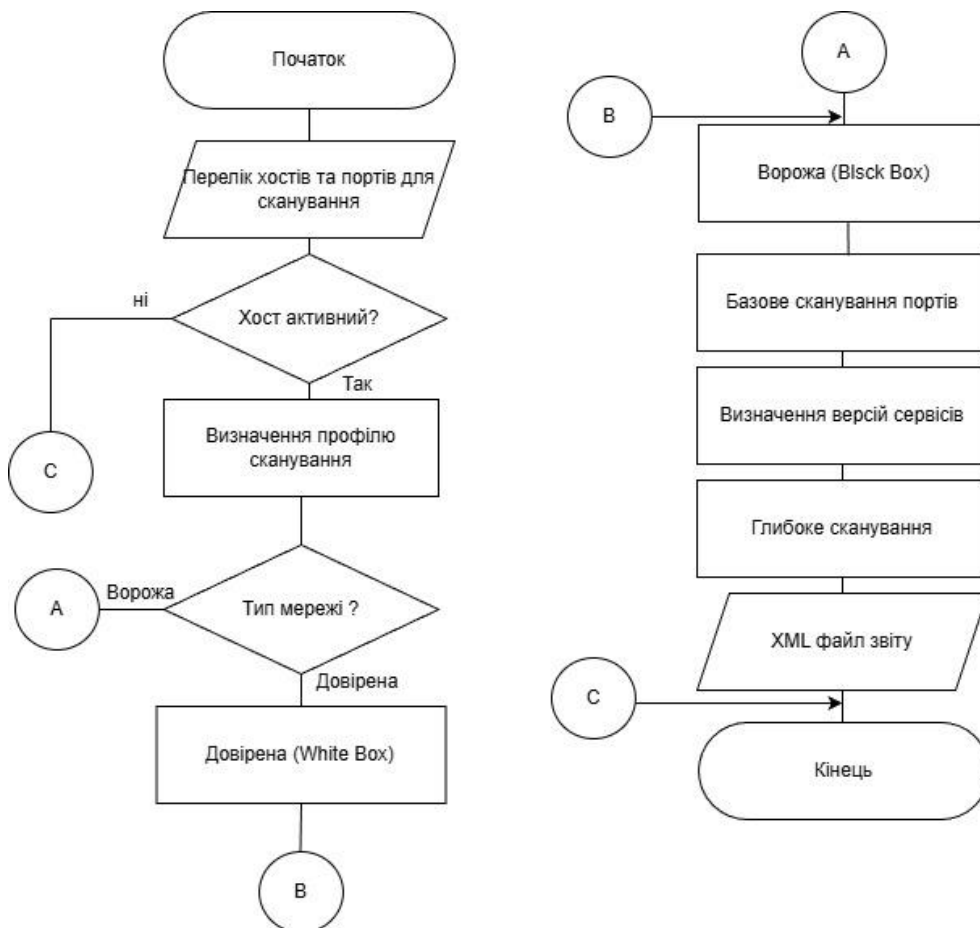 Початок
Перелік хостів та портів для
сканування
ні
Хост активний?
Так
C
Визначення профілю
сканування
A
Ворожа
Тип мережі ?
Довірена
Довірена (White Box)
B
A
B
Ворожа (Blsck Box)
Базове сканування портів
Визначення версій сервісів
Глибоке сканування
XML файл звіту
C
Кінець